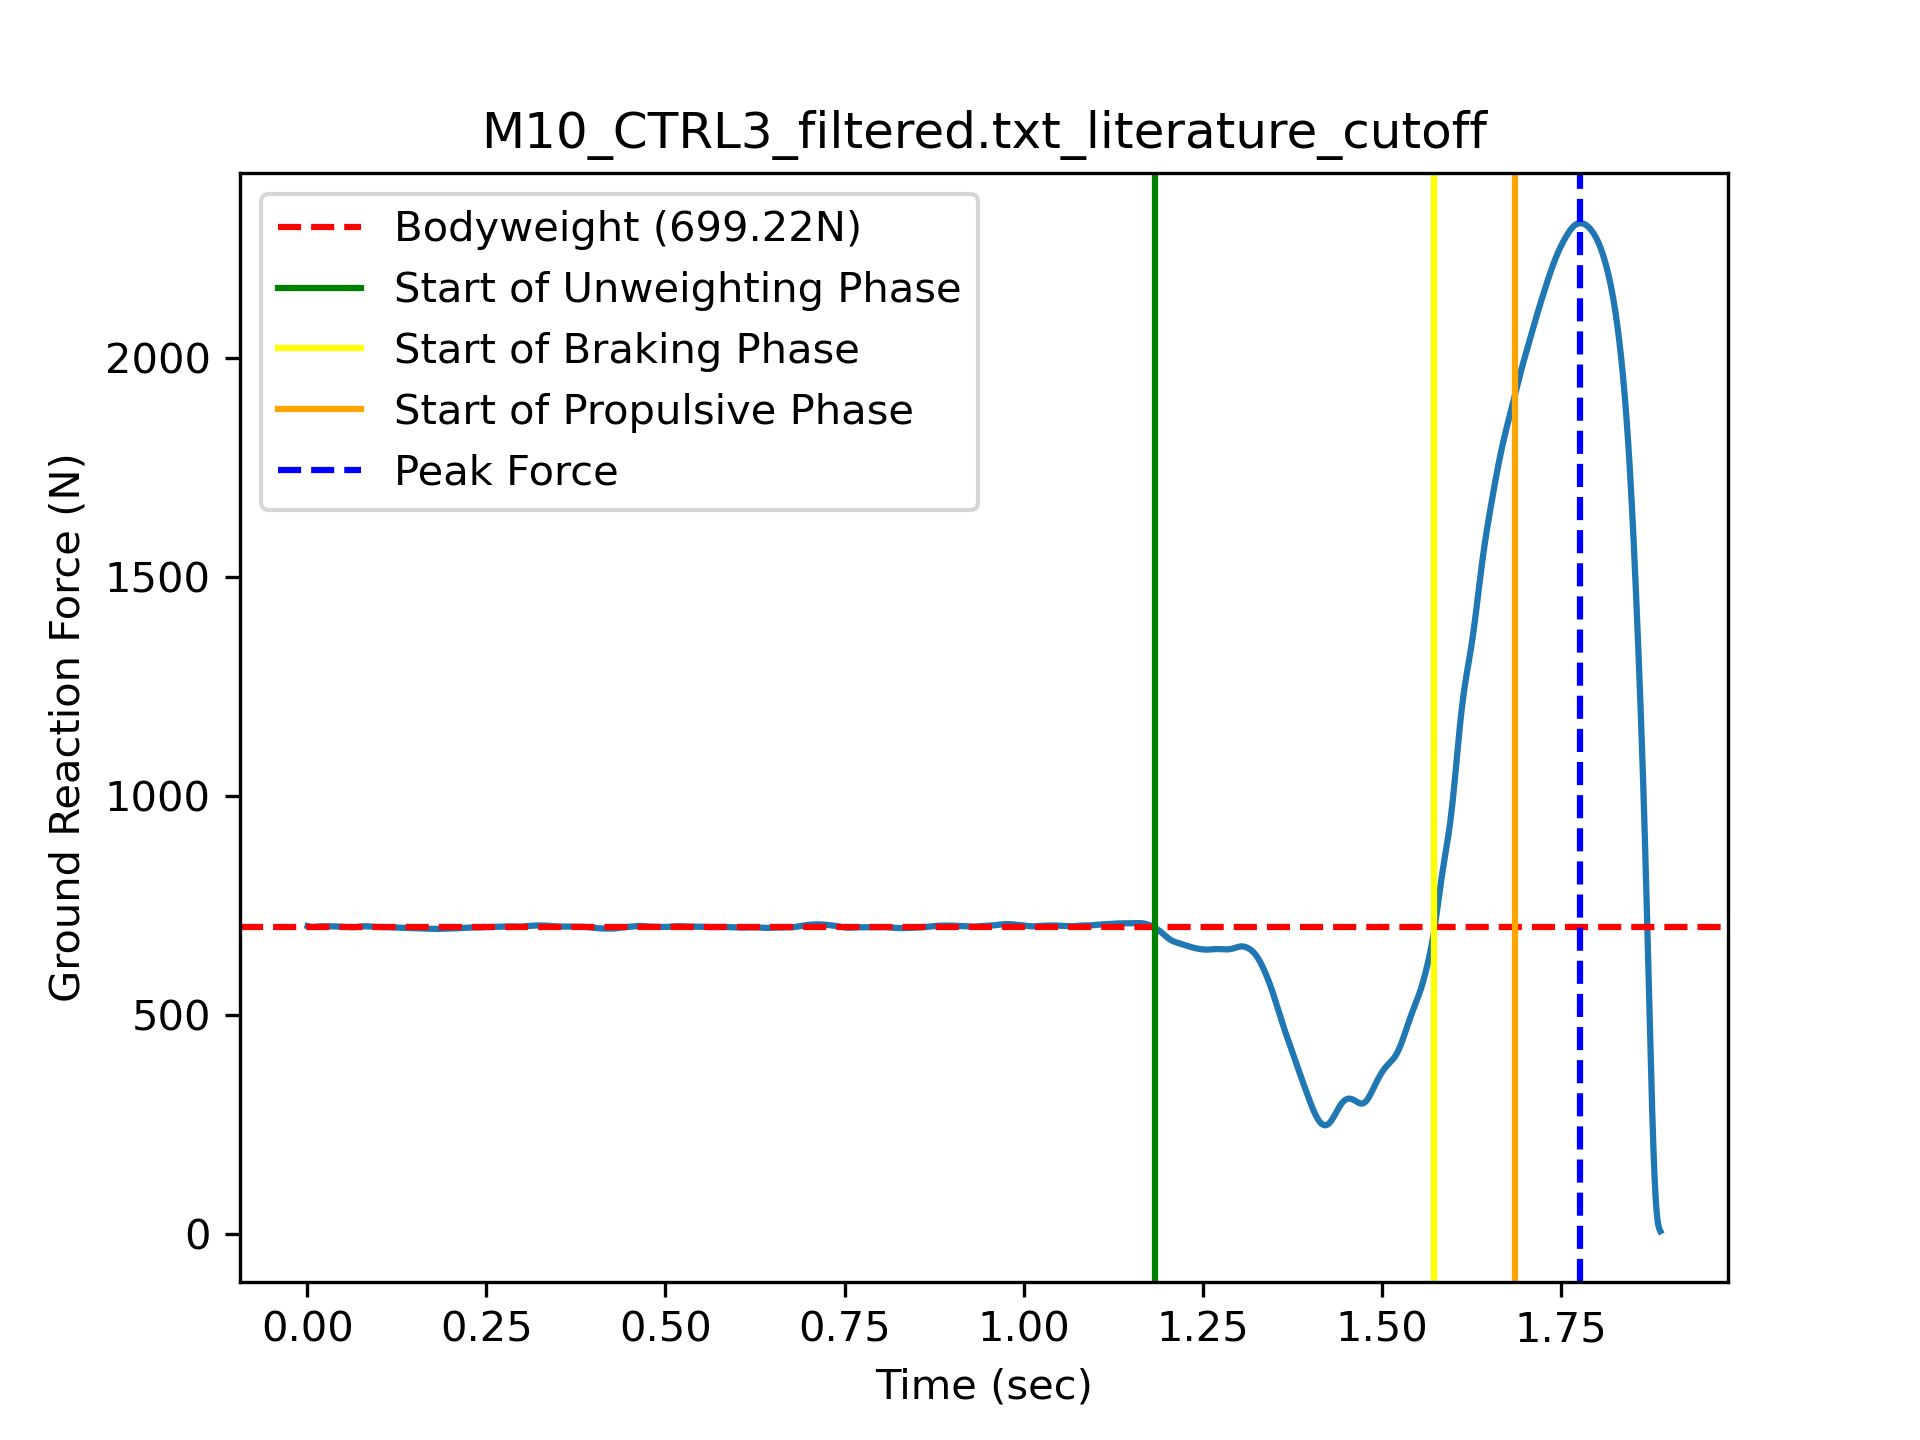 M10_CTRL3_filtered.txt_literature_cutoff
Bodyweight (699.22N)
Start of Unweighting Phase
Start of Braking Phase
Start of Propulsive Phase
Peak Force
Ground Reaction Force (N)
2000
1500
1000
500
0
0.00 0.25 0.50 0.75 1.00 1.25 1.50 1.75
Time (sec)